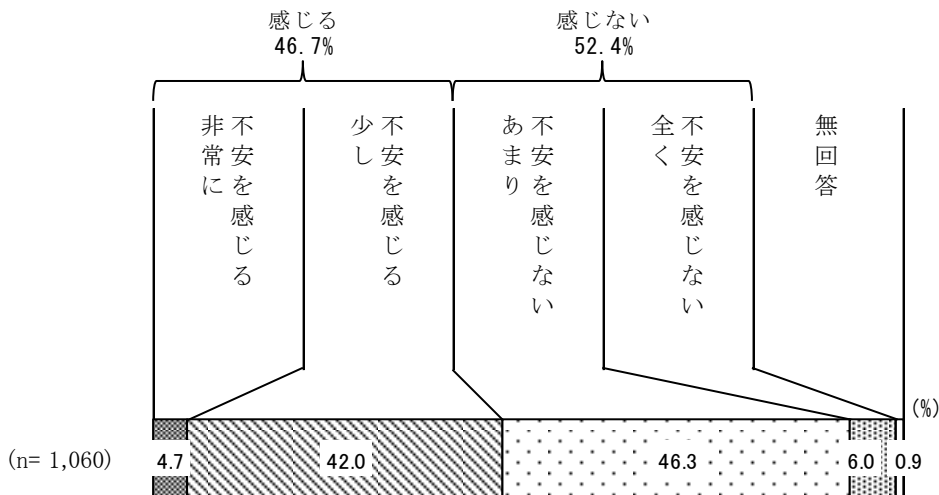 感じる
46.7%
感じない
52.4%
非常に
不安を感じる
少し
不安を感じる
あまり
不安を感じない
全く
不安を感じない
無回答
(%)
(n= 1,060)
4.7
42.0
46.3
6.0
0.9